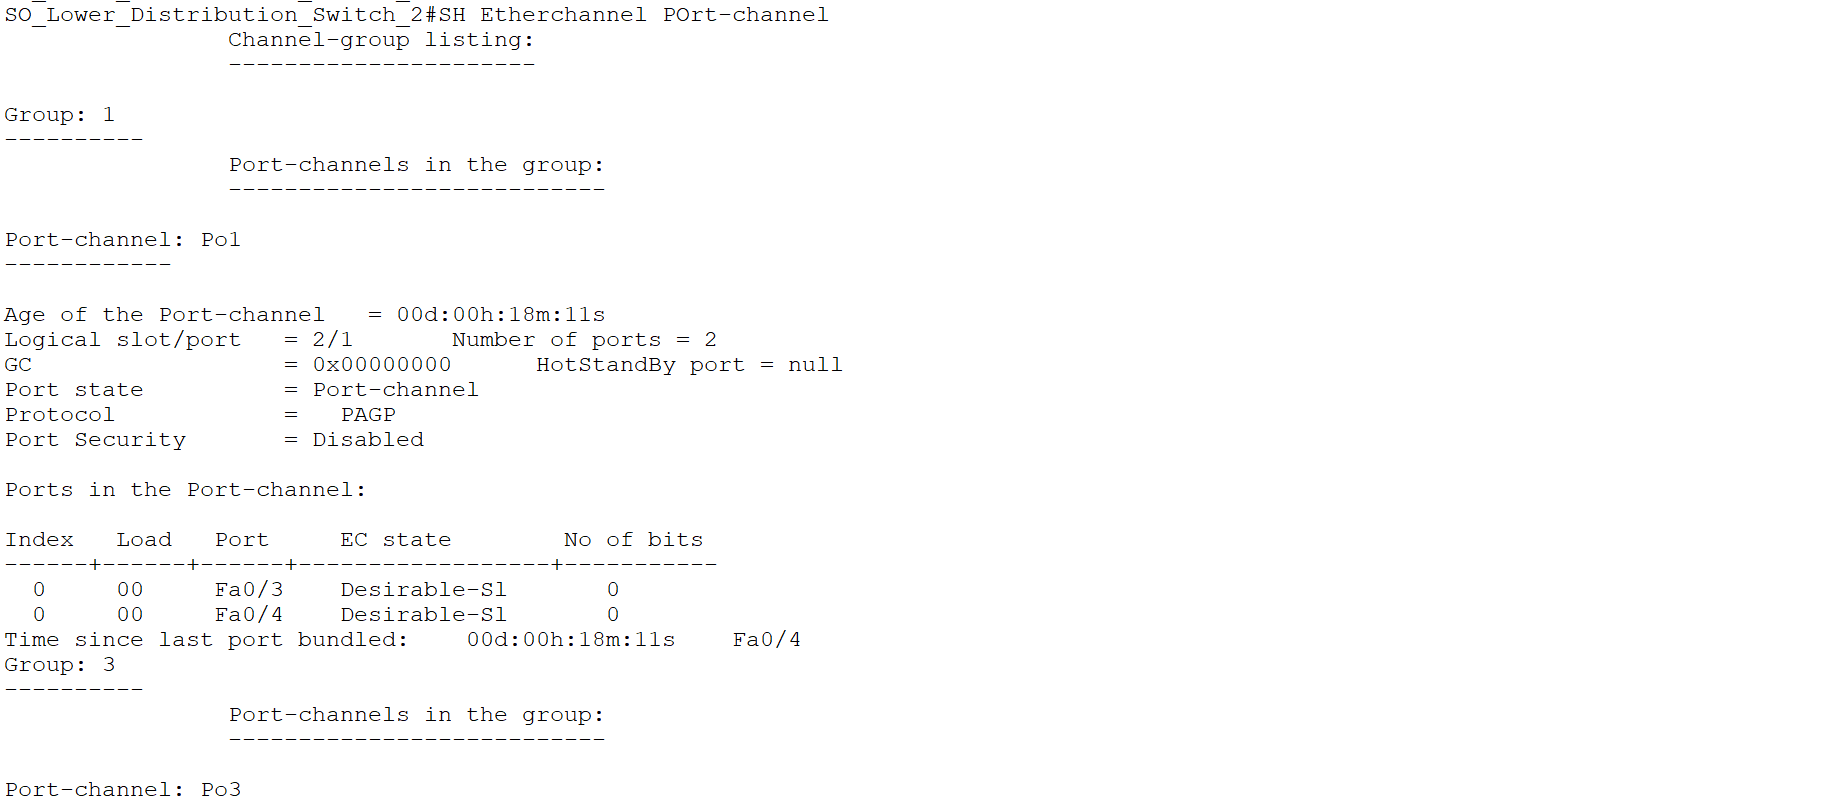 SO_Lower_Distribution_Switch_2#SH Etherchannel POrt-channel
                Channel-group listing:
                ----------------------

Group: 1
----------
                Port-channels in the group:
                ---------------------------

Port-channel: Po1
------------

Age of the Port-channel   = 00d:00h:18m:11s
Logical slot/port   = 2/1       Number of ports = 2
GC                  = 0x00000000      HotStandBy port = null
Port state          = Port-channel
Protocol            =   PAGP
Port Security       = Disabled

Ports in the Port-channel:

Index   Load   Port     EC state        No of bits
------+------+------+------------------+-----------
  0     00     Fa0/3    Desirable-Sl       0
  0     00     Fa0/4    Desirable-Sl       0
Time since last port bundled:    00d:00h:18m:11s    Fa0/4
Group: 3
----------
                Port-channels in the group:
                ---------------------------

Port-channel: Po3